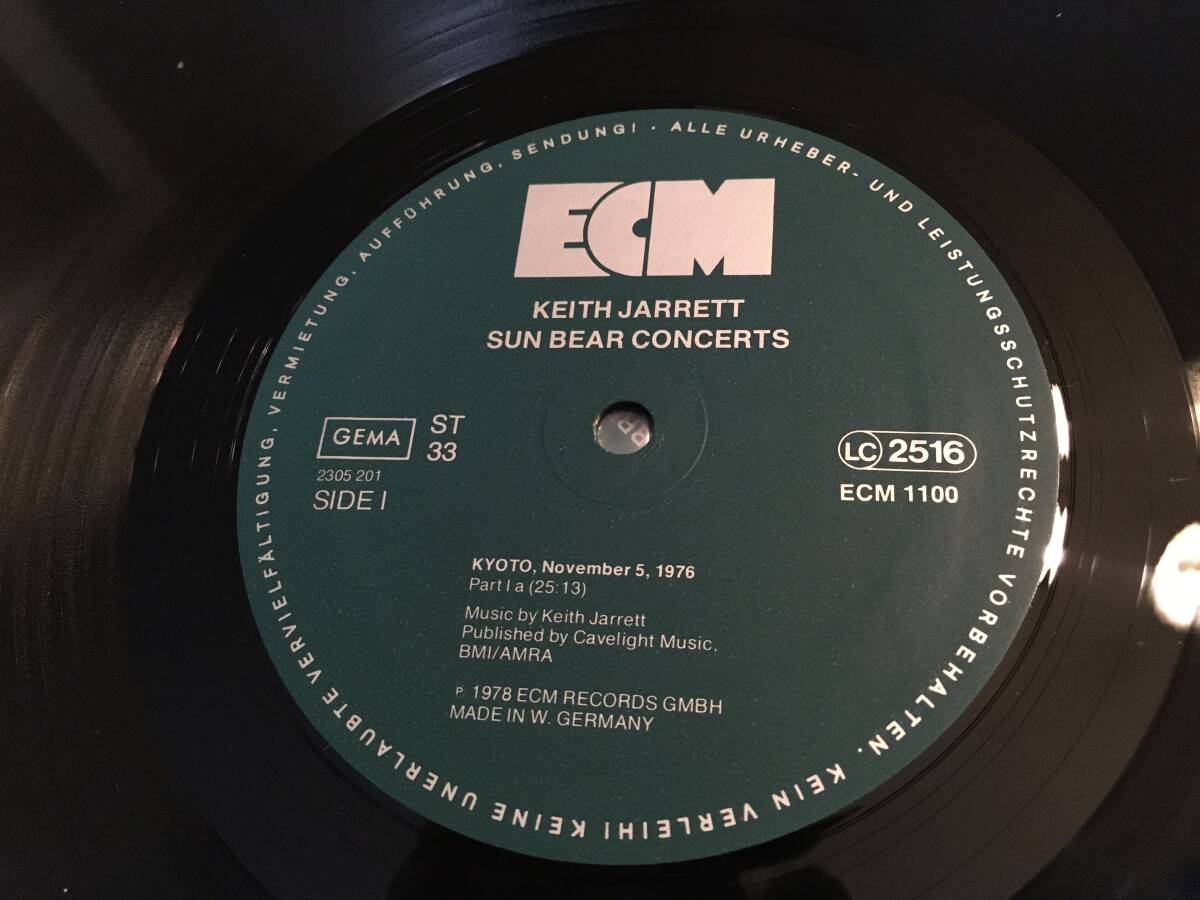 ALLE URHEBER- UND LEISTUNGSSCHUTZRECHTE VORBEHALTEN. KEIN VERLEIH! KEINE UNERLAUBTE VERVIELFÄLTIGUNG, VERMIETUNG, AUFFÜHRUNG, SENDUNG! ·
ECM
KEITH JARRETT
SUN BEAR CONCERTS
GEMA
ST
33
2305 201
SIDE I
LC 2516
ECM 1100
KYOTO, November 5, 1976
Part I a (25:13)
Music by Keith Jarrett
Published by Cavelight Music,
BMI/AMRA
℗ 1978 ECM RECORDS GMBH
MADE IN W. GERMANY